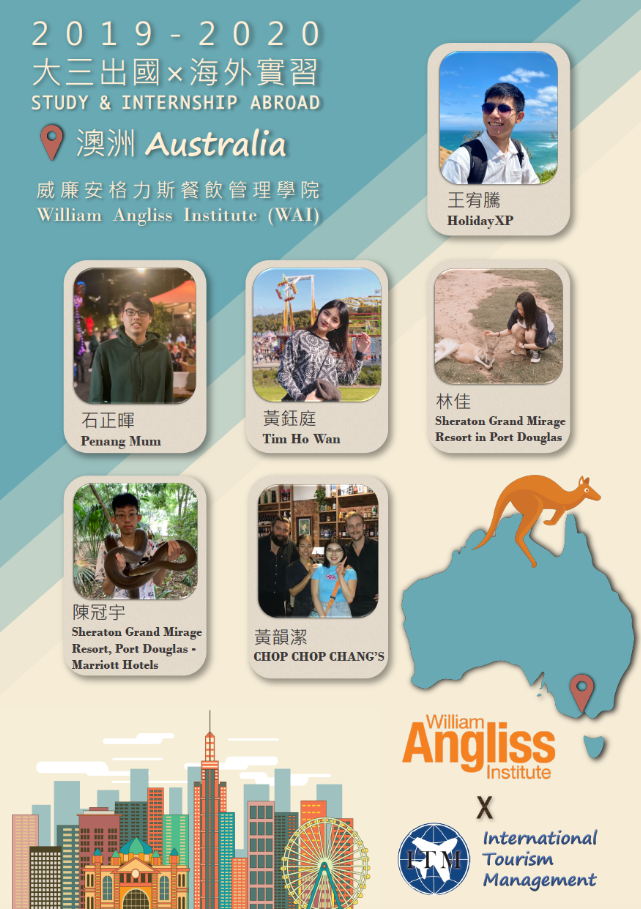 2019-2020
大三出國×海外實習
STUDY & INTERNSHIP ABROAD
澳洲 Australia
威廉安格力斯餐飲管理學院
William Angliss Institute (WAI)
王宥騰
HolidayXP
石正暉
Penang Mum
黃鈺庭
Tim Ho Wan
林佳
Sheraton Grand Mirage
Resort in Port Douglas
陳冠宇
Sheraton Grand Mirage
Resort, Port Douglas -
Marriott Hotels
黃韻潔
CHOP CHOP CHANG'S
William
Angliss
Institute
X
ITM
International
Tourism
Management